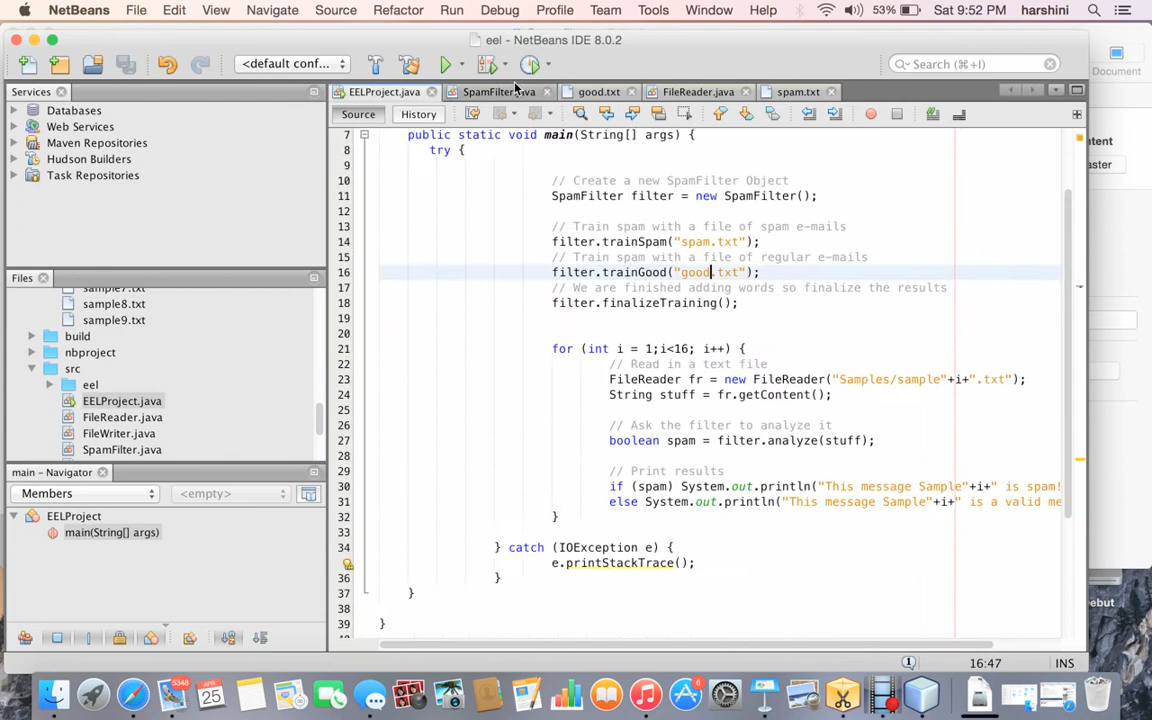 NetBeans File Edit View Navigate Source Refactor Run Debug Profile Team Tools Window Help 53% Sat 9:52 PM harshini
eel - NetBeans IDE 8.0.2
<default conf... Search (⌘+I) Document
Services EELProject.java SpamFilter.java good.txt FileReader.java spam.txt
Source History
Databases
Web Services
Maven Repositories
Hudson Builders
Task Repositories
Files
sample7.txt
sample8.txt
sample9.txt
build
nbproject
src
eel
EELProject.java
FileReader.java
FileWriter.java
SpamFilter.java
main - Navigator
Members <empty>
EELProject
main(String[] args)
7 public static void main(String[] args) {
8 try {
9
10 // Create a new SpamFilter Object
11 SpamFilter filter = new SpamFilter();
12
13 // Train spam with a file of spam e-mails
14 filter.trainSpam("spam.txt");
15 // Train spam with a file of regular e-mails
16 filter.trainGood("good.txt");
17 // We are finished adding words so finalize the results
18 filter.finalizeTraining();
19
20
21 for (int i = 1;i<16; i++) {
22 // Read in a text file
23 FileReader fr = new FileReader("Samples/sample"+i+".txt");
24 String stuff = fr.getContent();
25
26 // Ask the filter to analyze it
27 boolean spam = filter.analyze(stuff);
28
29 // Print results
30 if (spam) System.out.println("This message Sample"+i+" is spam!
31 else System.out.println("This message Sample"+i+" is a valid me
32 }
33
34 } catch (IOException e) {
e.printStackTrace();
36 }
37 }
38
39 }
16:47 INS
1
ntent
aster
eebut
5348
APR
25
6